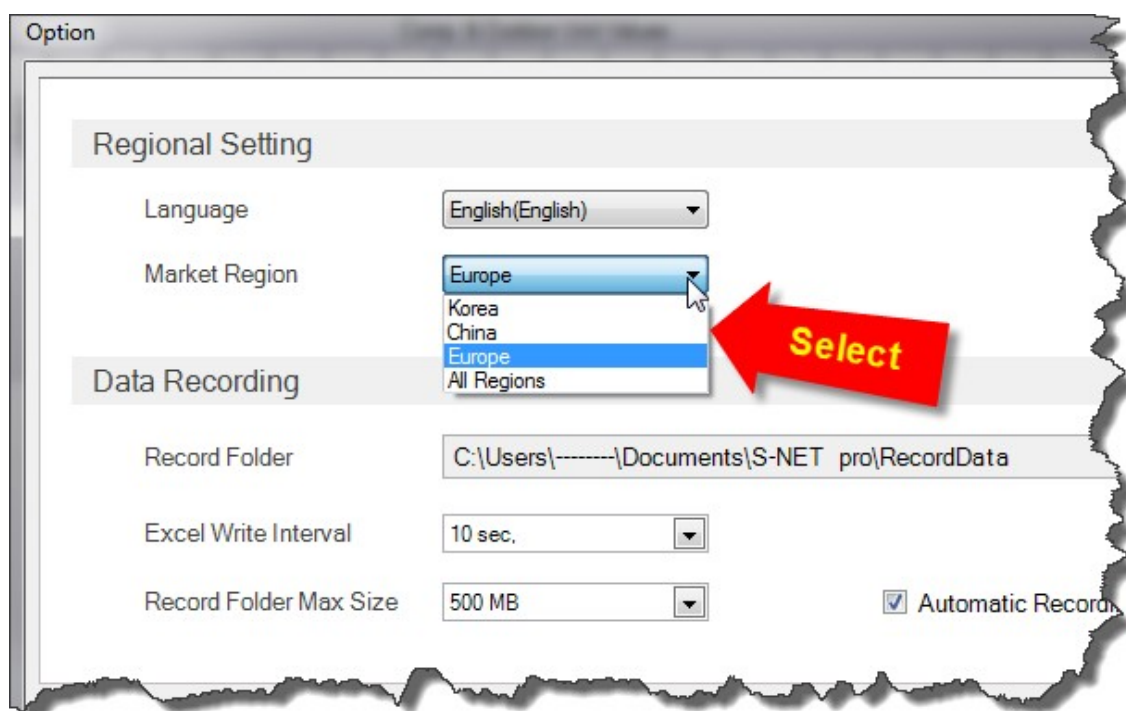 Option
Regional Setting
Language English(English)
Market Region Europe
Korea
China
Europe
All Regions
Select
Data Recording
Record Folder C:\Users\--------\Documents\S-NET pro\RecordData
Excel Write Interval 10 sec,
Record Folder Max Size 500 MB Automatic